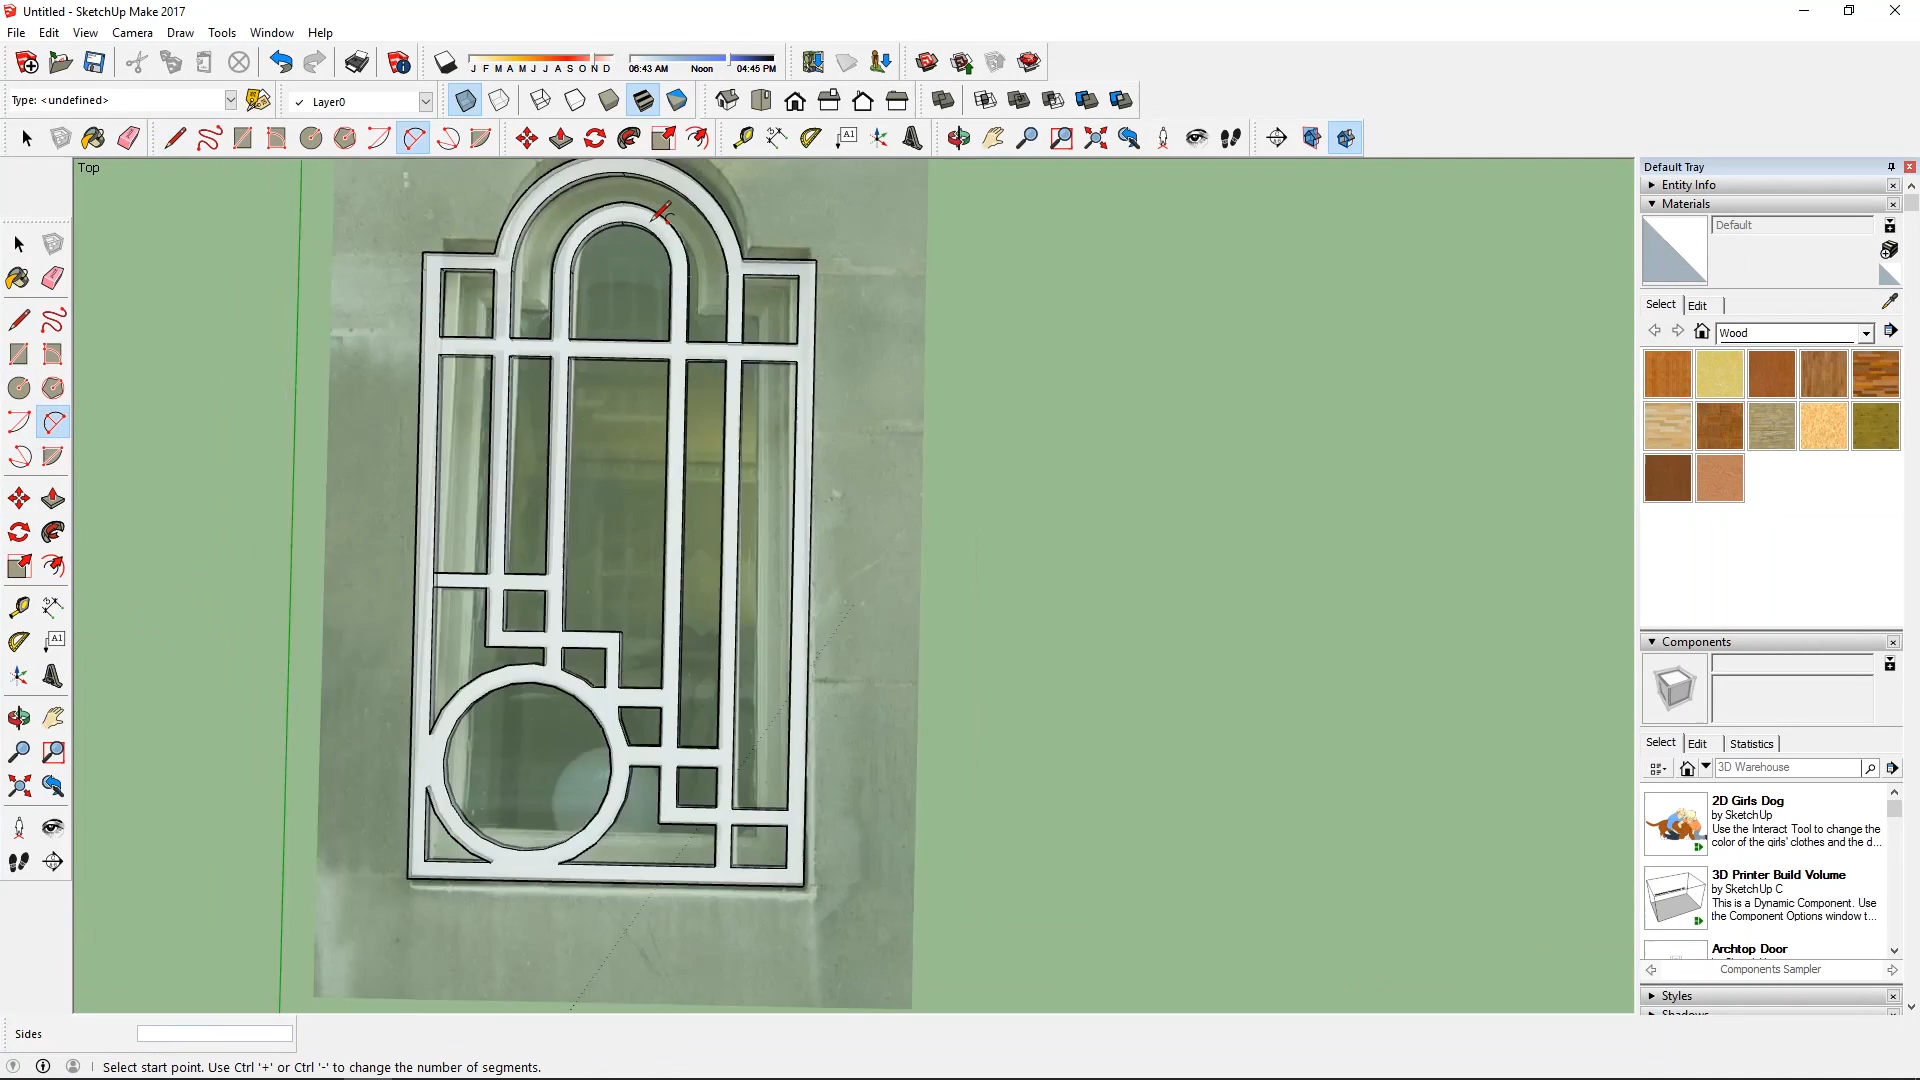 Untitled - SketchUp Make 2017
File Edit View Camera Draw Tools Window Help
J F M A M J J A S O N D
06:43 AM Noon 04:45 PM
Type: <undefined>
Layer0
A1
Top
Default Tray
Entity Info
Materials
Default
Select Edit
Wood
A1
Components
Select Edit Statistics
3D Warehouse
2D Girls Dog
by SketchUp
Use the Interact Tool to change the
color of the girls' clothes and the d...
3D Printer Build Volume
by SketchUp C
This is a Dynamic Component. Use
the Component Options window t...
Archtop Door
Components Sampler
Styles
Shadows
Sides
Select start point. Use Ctrl '+' or Ctrl '-' to change the number of segments.